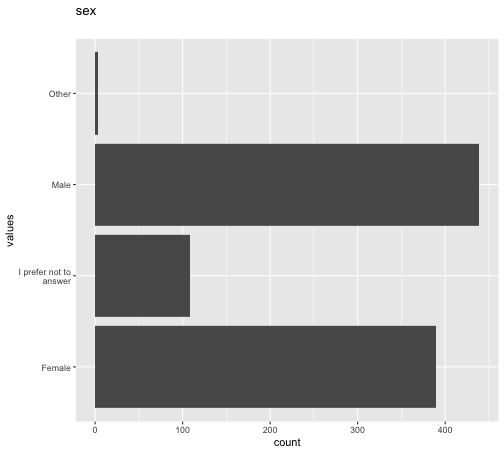 sex
Other
Male
I prefer not to
answer
Female
values
0
100
200
300
400
count